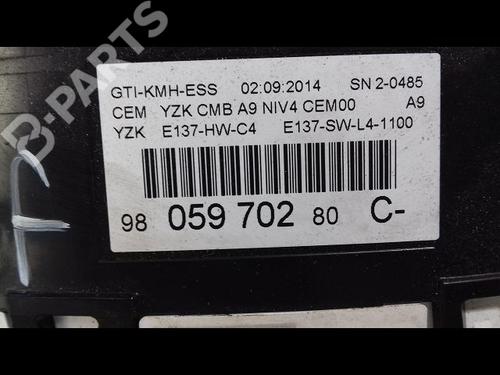 B-PARTS
GTI-KMH-ESS 02:09:2014 SN 2-0485
CEM YZK CMB A9 NIV4 CEM00 A9
YZK E137-HW-C4 E137-SW-L4-1100
98 059 702 80 C-
B-PARTS